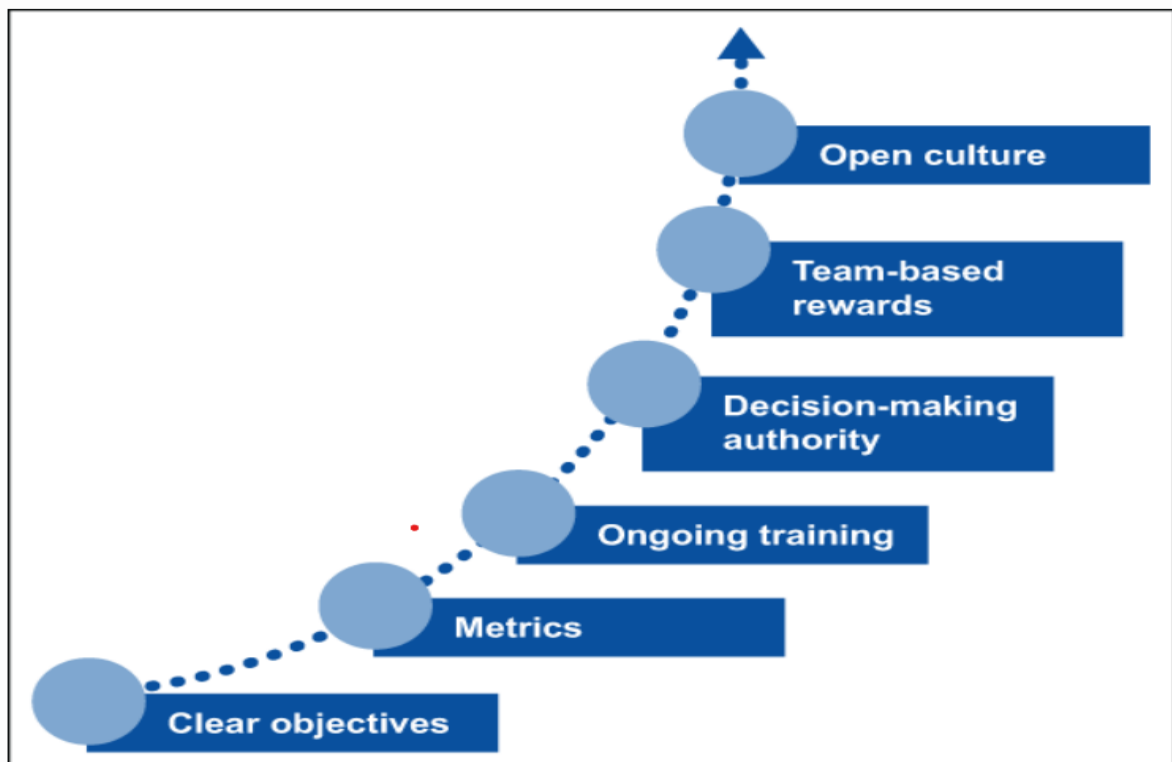 Open culture
Team-based
rewards
Decision-making
authority
Ongoing training
Metrics
Clear objectives